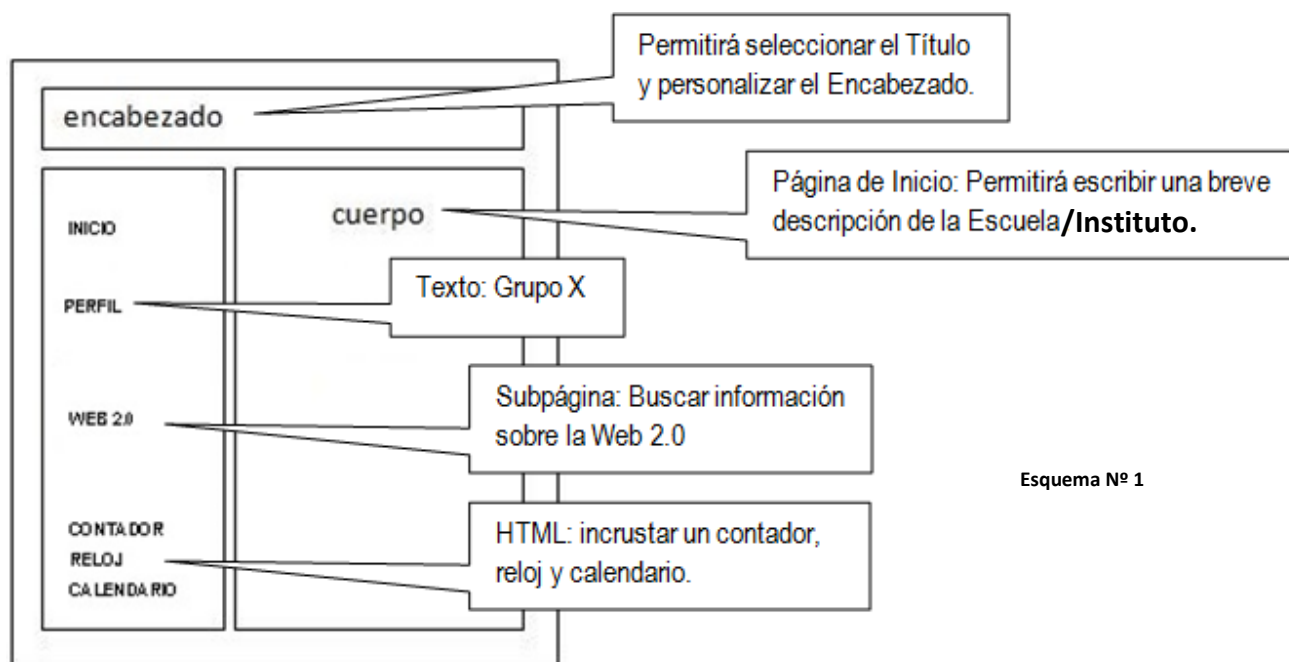 Permitirá seleccionar el Título
y personalizar el Encabezado.
encabezado
Página de Inicio: Permitirá escribir una breve
descripción de la Escuela/Instituto.
cuerpo
INICIO
Texto: Grupo X
PERFIL
Subpágina: Buscar información
sobre la Web 2.0
WEB 2.0
Esquema Nº 1
HTML: incrustar un contador,
reloj y calendario.
CONTADOR
RELOJ
CALENDARIO